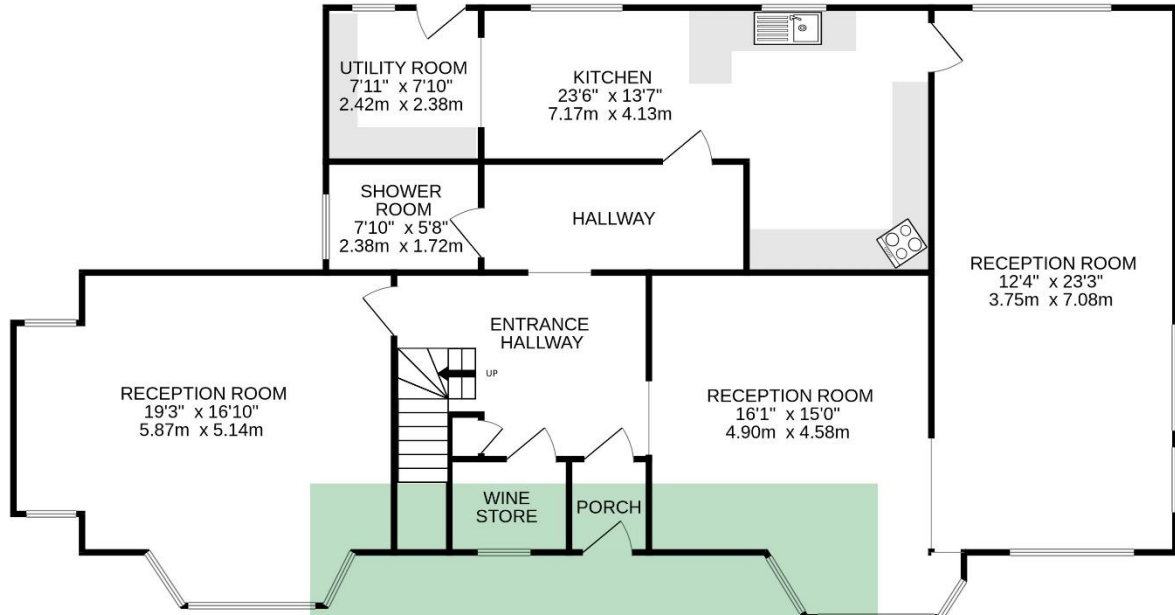 UTILITY ROOM
7'11" x 7'10"
2.42m x 2.38m
KITCHEN
23'6" x 13'7"
7.17m x 4.13m
SHOWER
ROOM
7'10" x 5'8"
2.38m x 1.72m
HALLWAY
RECEPTION ROOM
12'4" x 23'3"
3.75m x 7.08m
ENTRANCE
HALLWAY
UP
RECEPTION ROOM
19'3" x 16'10"
5.87m x 5.14m
RECEPTION ROOM
16'1" x 15'0"
4.90m x 4.58m
WINE
STORE
PORCH